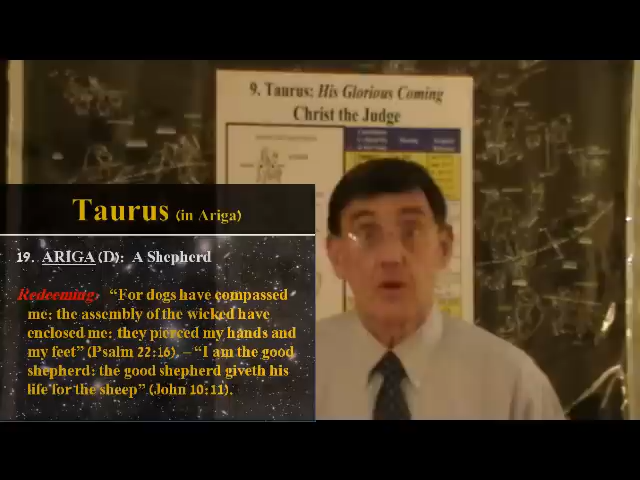 9. Taurus: His Glorious Coming
Christ the Judge
Taurus (in Ariga)
19. ARIGA (D): A Shepherd
Redeeming: "For dogs have compassed
me: the assembly of the wicked have
enclosed me: they pierced my hands and
my feet" (Psalm 22:16). – "I am the good
shepherd: the good shepherd giveth his
life for the sheep" (John 10:11).